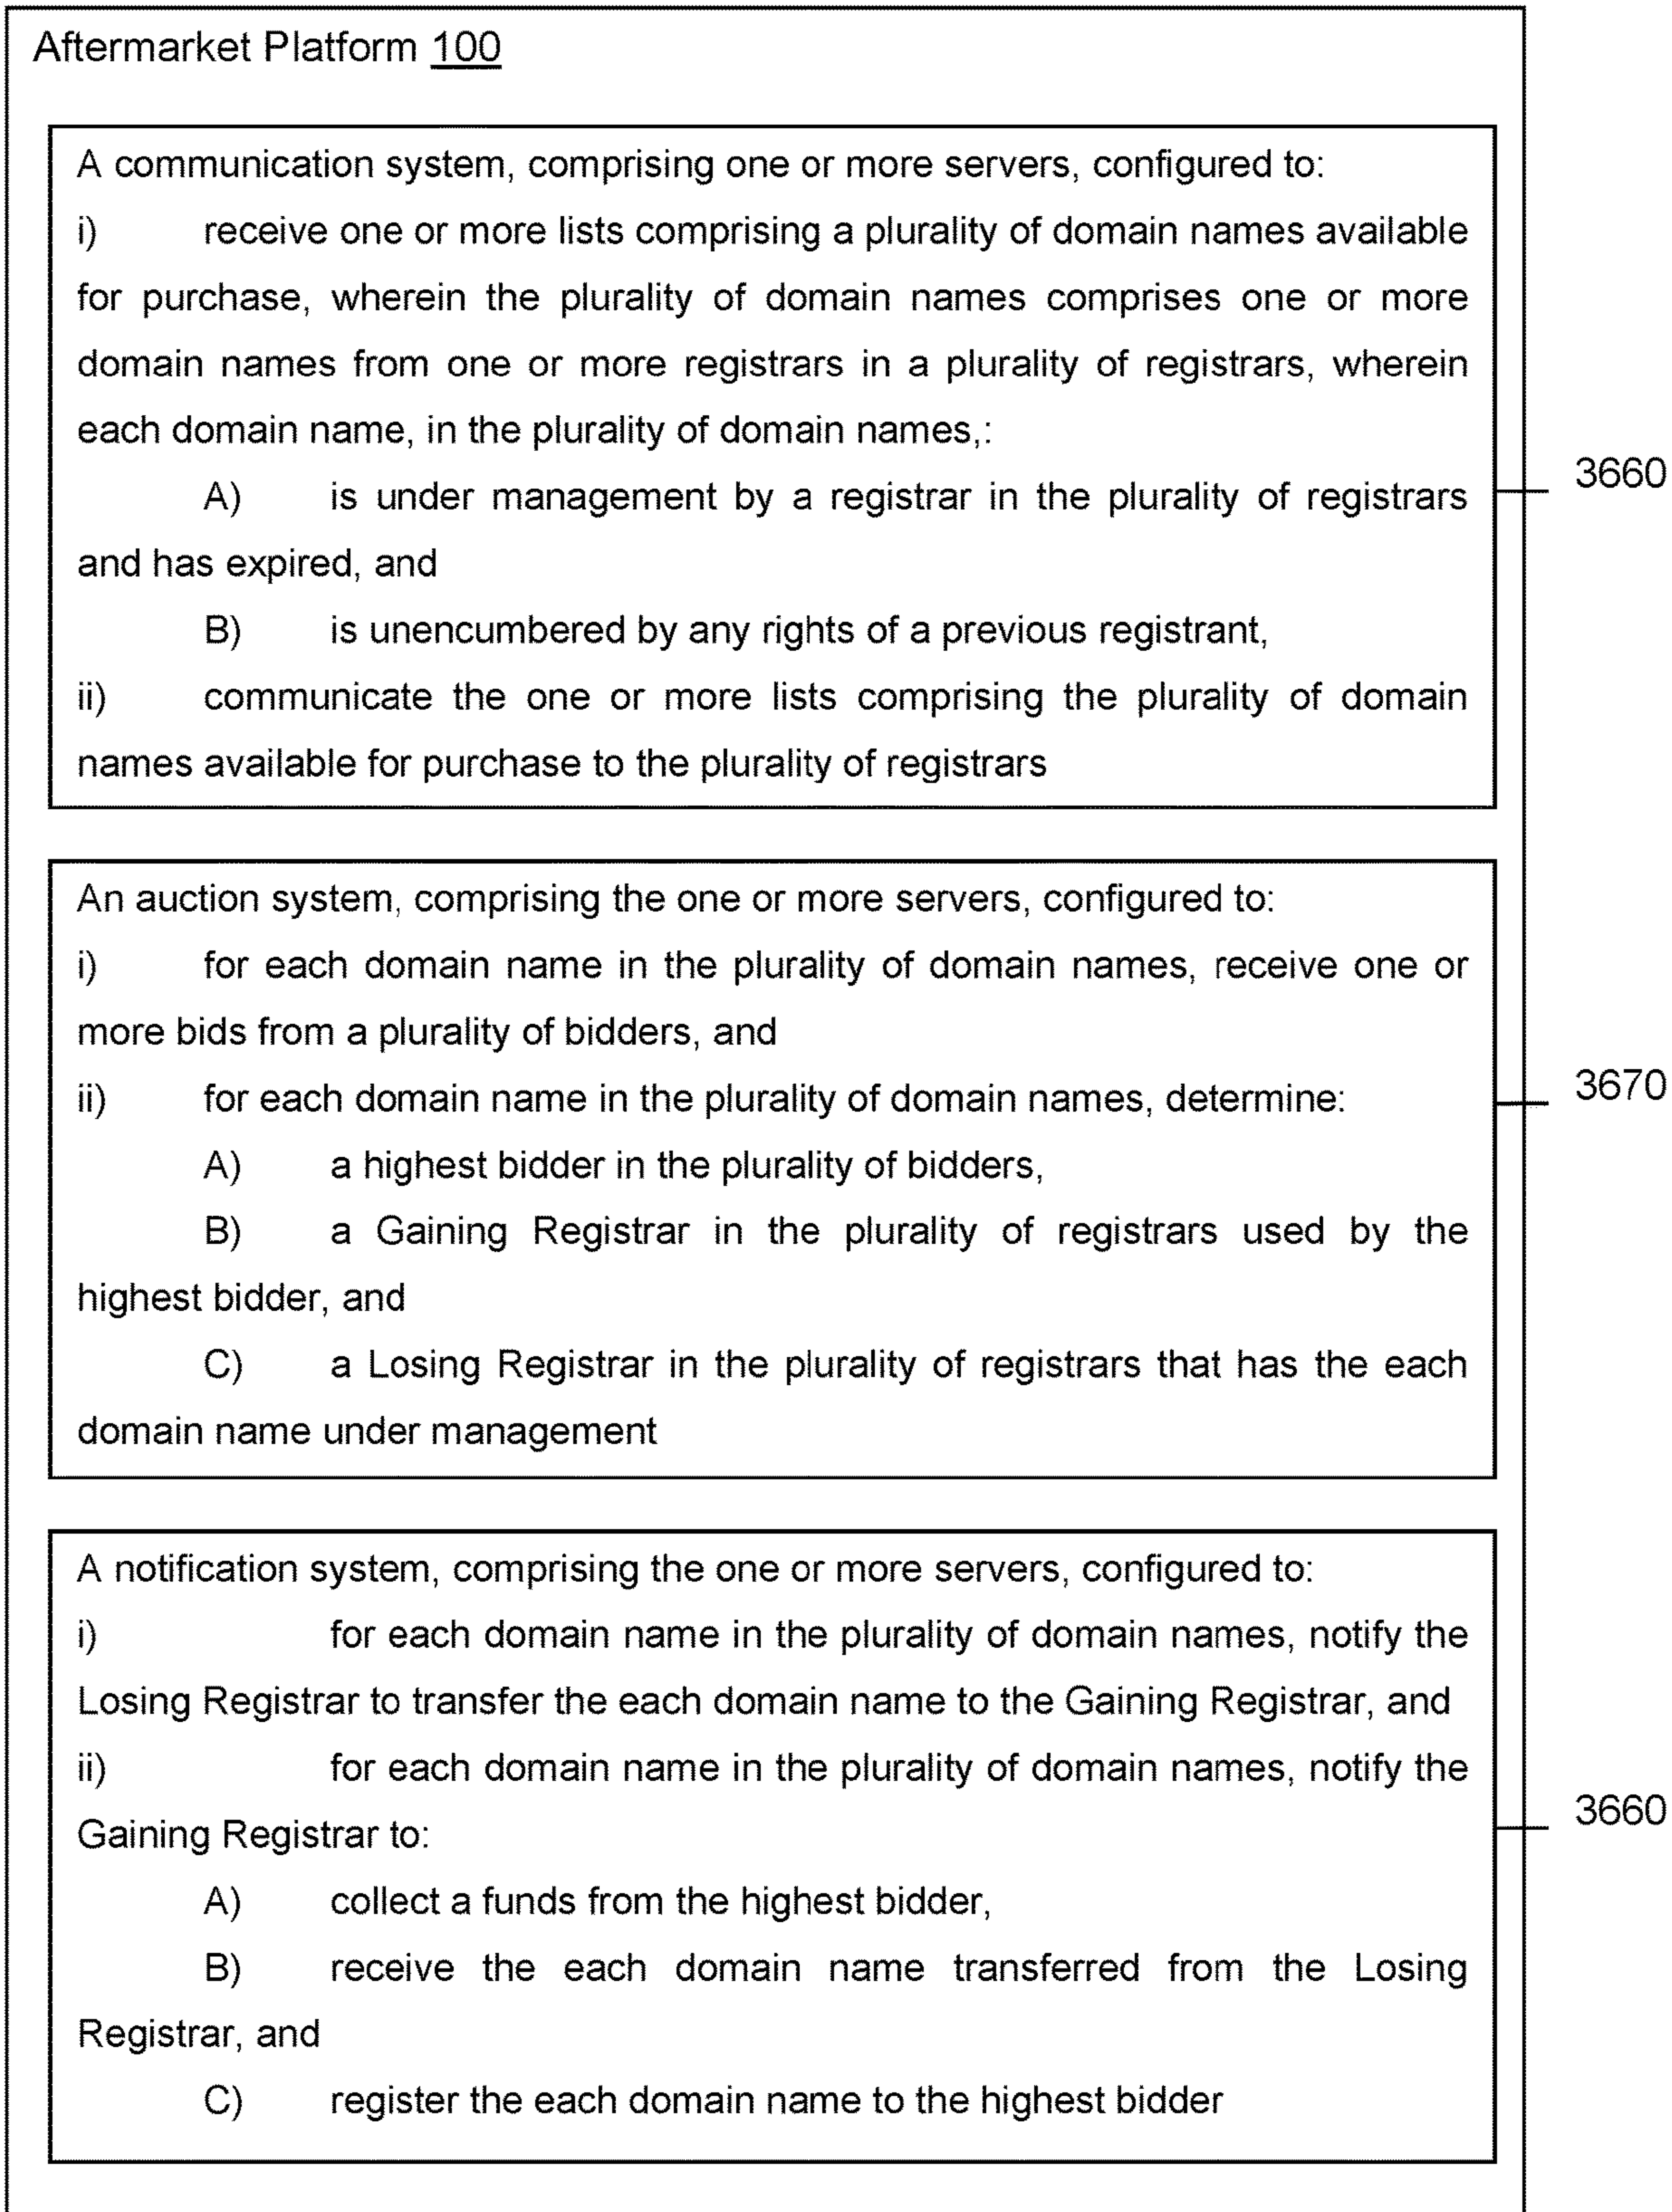 Aftermarket Platform 100
A communication system, comprising one or more servers, configured to:
i) receive one or more lists comprising a plurality of domain names available
for purchase, wherein the plurality of domain names comprises one or more
domain names from one or more registrars in a plurality of registrars, wherein
each domain name, in the plurality of domain names,:
A) is under management by a registrar in the plurality of registrars
and has expired, and
B) is unencumbered by any rights of a previous registrant,
ii) communicate the one or more lists comprising the plurality of domain
names available for purchase to the plurality of registrars
3660
An auction system, comprising the one or more servers, configured to:
i) for each domain name in the plurality of domain names, receive one or
more bids from a plurality of bidders, and
ii) for each domain name in the plurality of domain names, determine:
A) a highest bidder in the plurality of bidders,
B) a Gaining Registrar in the plurality of registrars used by the
highest bidder, and
C) a Losing Registrar in the plurality of registrars that has the each
domain name under management
3670
A notification system, comprising the one or more servers, configured to:
i) for each domain name in the plurality of domain names, notify the
Losing Registrar to transfer the each domain name to the Gaining Registrar, and
ii) for each domain name in the plurality of domain names, notify the
Gaining Registrar to:
A) collect a funds from the highest bidder,
B) receive the each domain name transferred from the Losing
Registrar, and
C) register the each domain name to the highest bidder
3660